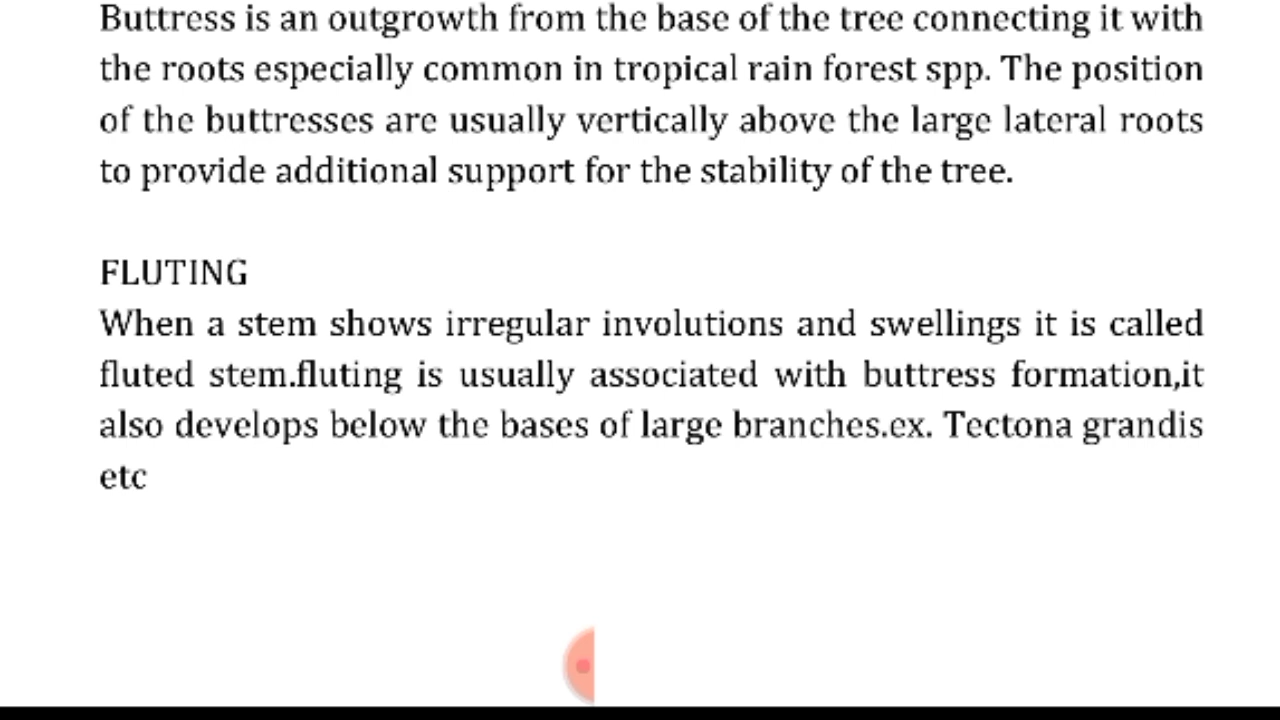 Buttress is an outgrowth from the base of the tree connecting it with
the roots especially common in tropical rain forest spp. The position
of the buttresses are usually vertically above the large lateral roots
to provide additional support for the stability of the tree.
FLUTING
When a stem shows irregular involutions and swellings it is called
fluted stem.fluting is usually associated with buttress formation,it
also develops below the bases of large branches.ex. Tectona grandis
etc